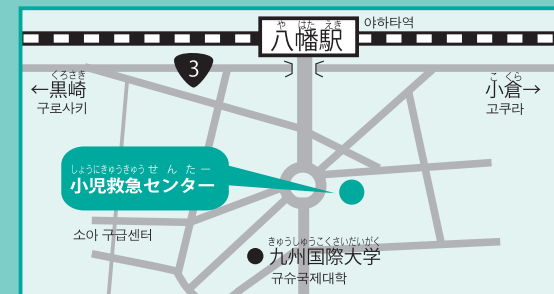 や はた えき
八幡駅
야하타역
3
くろさき
←黒崎
구로사키
こ くら
小倉→
고쿠라
しょうにきゅうきゅう せんたー
小児救急センター
소아 구급센터
きゅうしゅうこくさいだいがく
九州国際大学
규슈국제대학